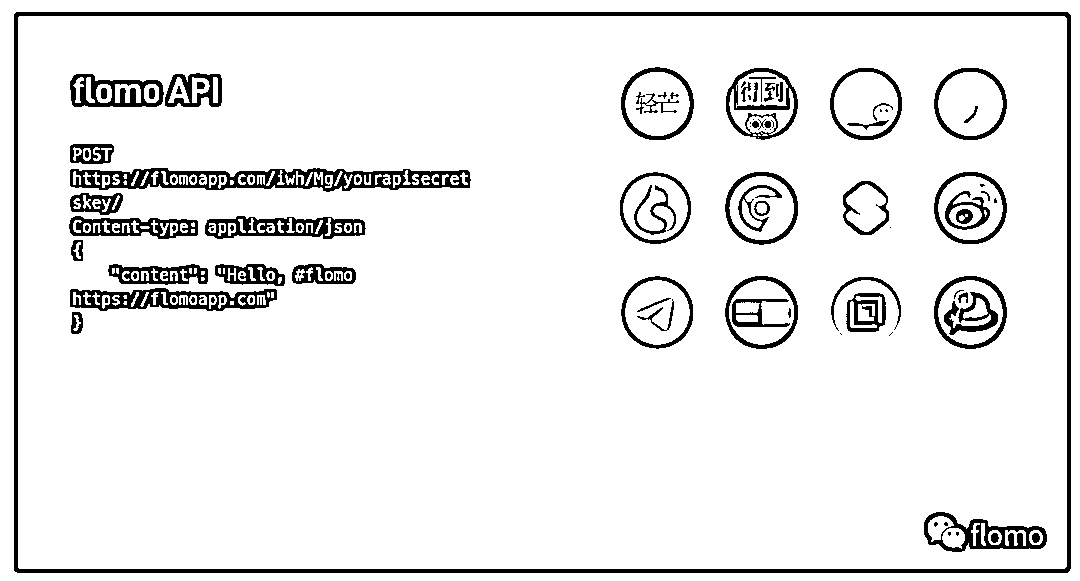 flomo API
POST
https://flomoapp.com/iwh/Mg/yourapisecret
skey/
Content-type: application/json
{
"content": "Hello, #flomo
https://flomoapp.com"
}
轻芒
得到
flomo